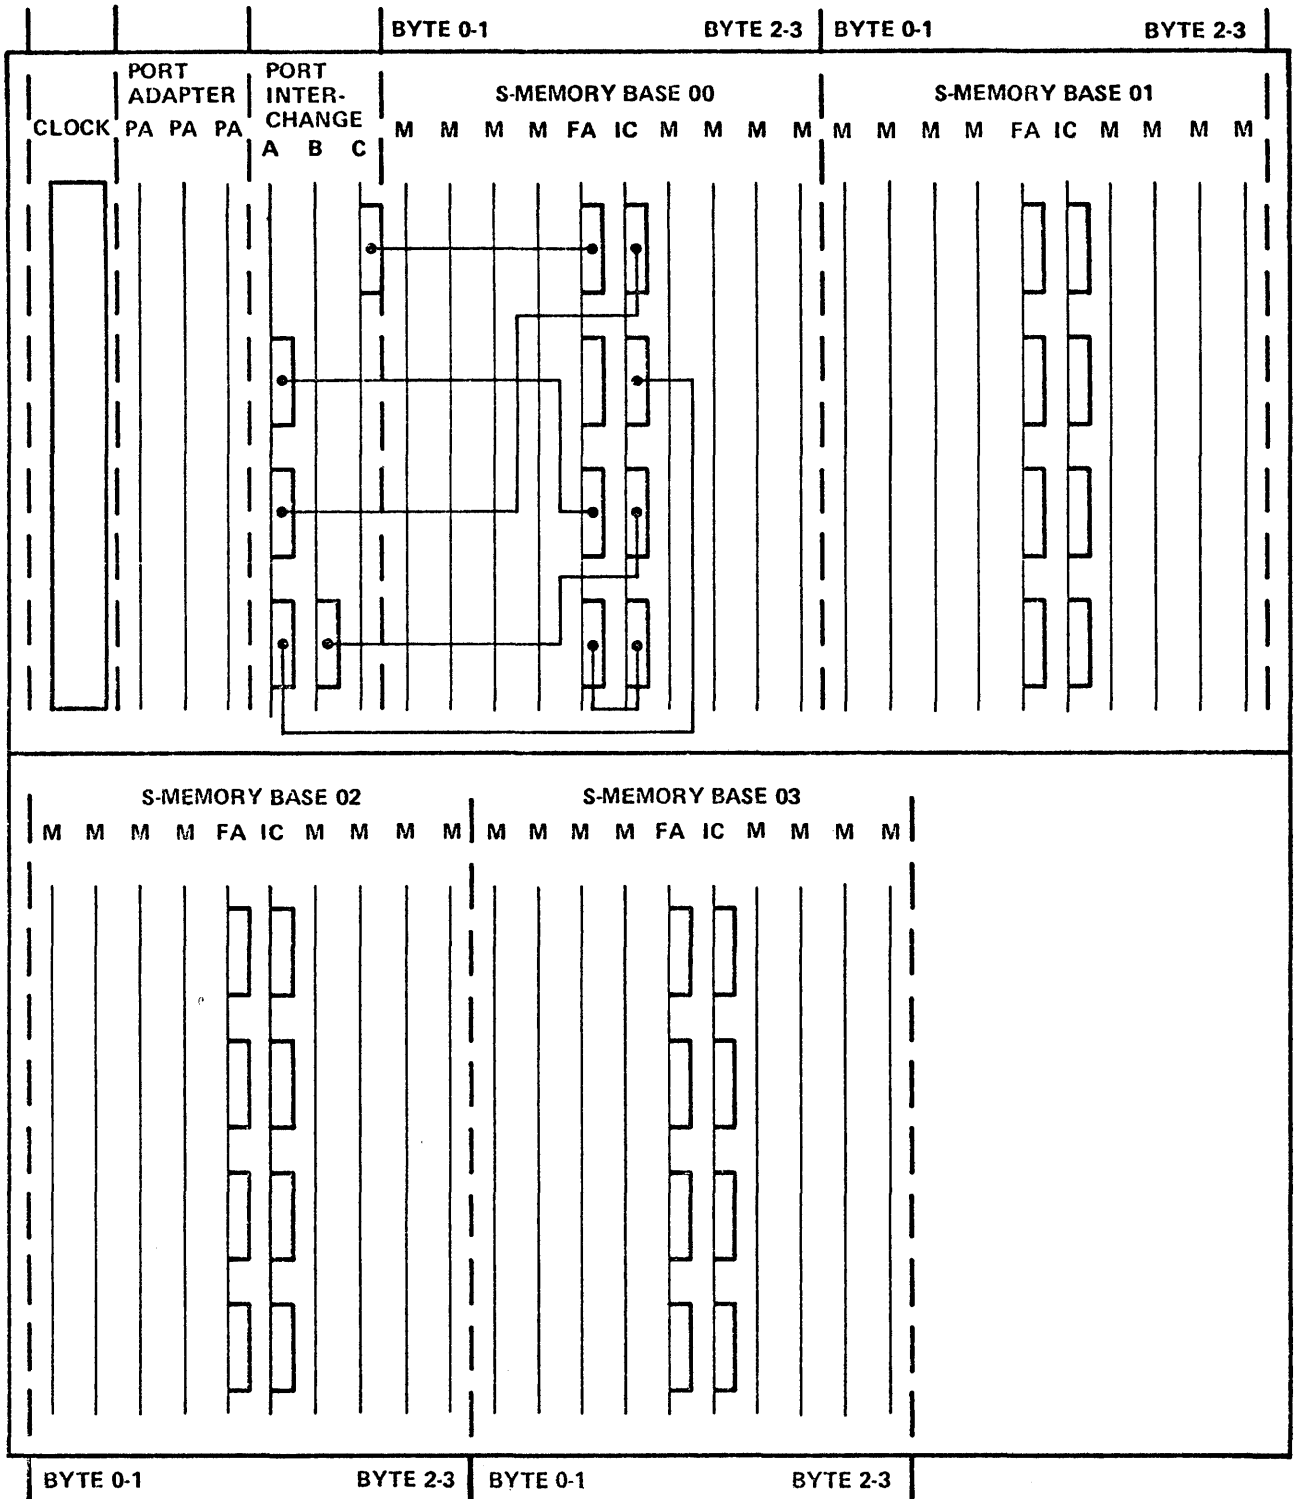 BYTE 0-1 BYTE 2-3 BYTE 0-1 BYTE 2-3
PORT ADAPTER
PORT INTER-CHANGE
S-MEMORY BASE 00 S-MEMORY BASE 01
CLOCK PA PA PA A B C M M M M FA IC M M M M M M M M FA IC M M M M
S-MEMORY BASE 02 S-MEMORY BASE 03
M M M M FA IC M M M M M M M M FA IC M M M M
BYTE 0-1 BYTE 2-3 BYTE 0-1 BYTE 2-3